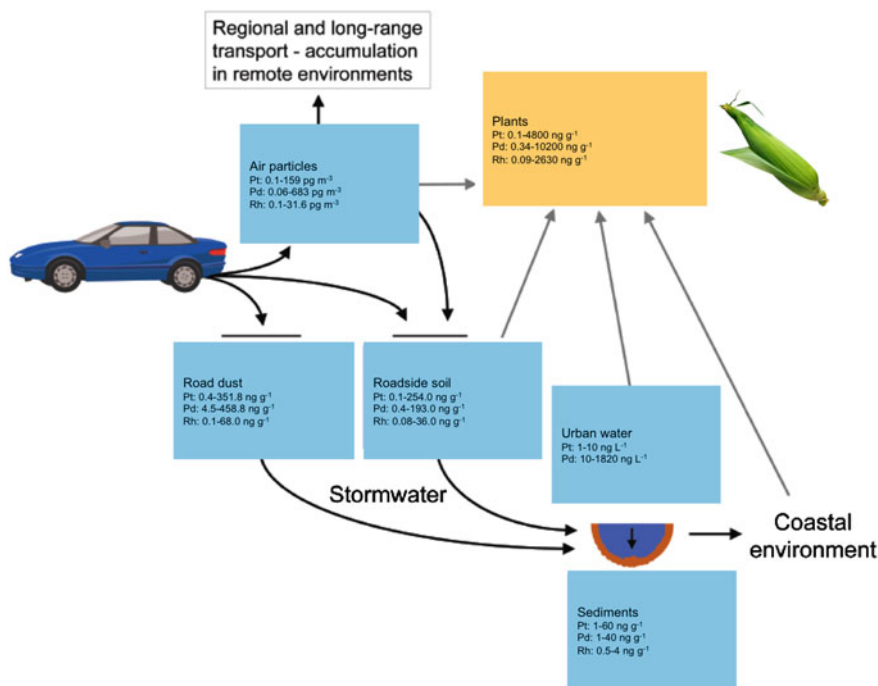 Regional and long-range
transport - accumulation
in remote environments
Plants
Pt: 0.1-4800 ng g⁻¹
Pd: 0.34-10200 ng g⁻¹
Rh: 0.09-2630 ng g⁻¹
Air particles
Pt: 0.1-159 pg m⁻³
Pd: 0.06-683 pg m⁻³
Rh: 0.1-31.6 pg m⁻³
Road dust
Pt: 0.4-351.8 ng g⁻¹
Pd: 4.5-458.8 ng g⁻¹
Rh: 0.1-68.0 ng g⁻¹
Roadside soil
Pt: 0.1-254.0 ng g⁻¹
Pd: 0.4-193.0 ng g⁻¹
Rh: 0.08-36.0 ng g⁻¹
Urban water
Pt: 1-10 ng L⁻¹
Pd: 10-1820 ng L⁻¹
Stormwater
Coastal
environment
Sediments
Pt: 1-60 ng g⁻¹
Pd: 1-40 ng g⁻¹
Rh: 0.5-4 ng g⁻¹